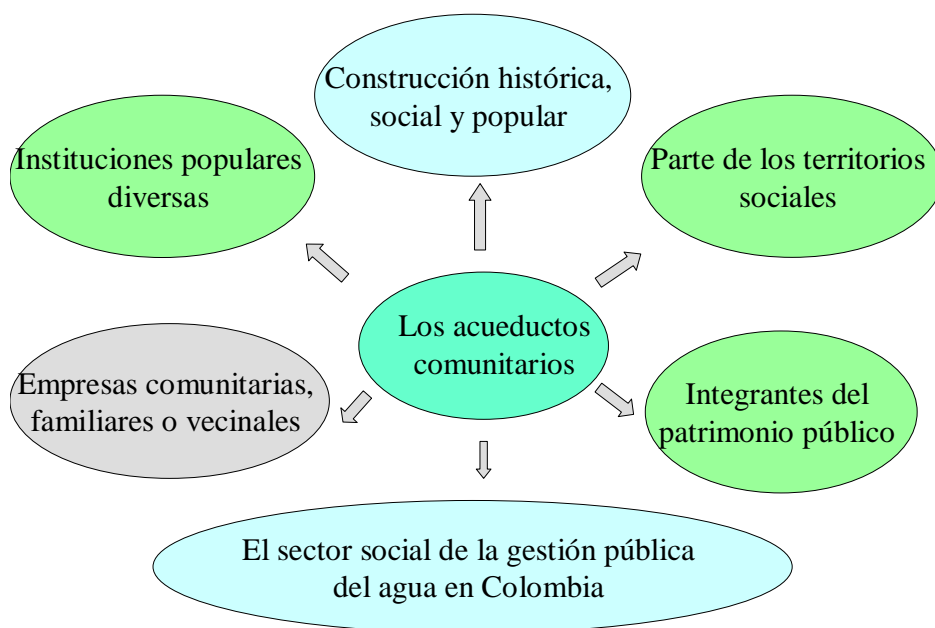 Construcción histórica,
social y popular
Instituciones populares
diversas
Parte de los territorios
sociales
Los acueductos
comunitarios
Empresas comunitarias,
familiares o vecinales
Integrantes del
patrimonio público
El sector social de la gestión pública
del agua en Colombia